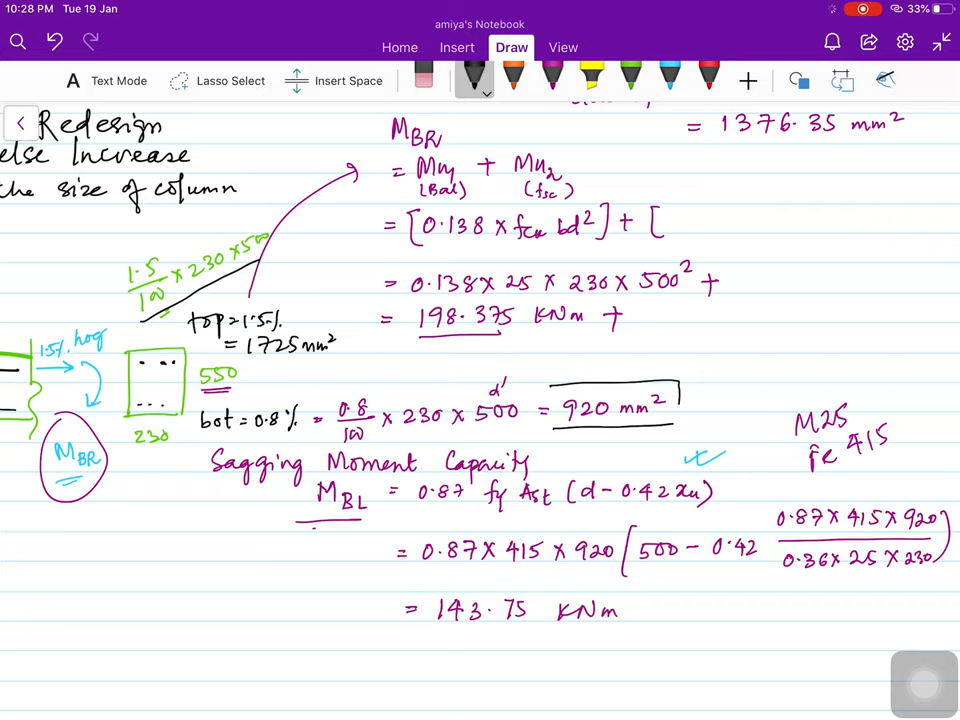 10:28 PM Tue 19 Jan
33%
amiya's Notebook
Home Insert Draw View
Text Mode Lasso Select Insert Space
Redesign
else Increase
the size of column
= 1376.35 mm²
M_BR
= Mu₁ + Mu₂
(Bal) (fsc)
= [0.138 × fck bd²] + [
= 0.138 × 25 × 230 × 500² +
= 198.375 KNm +
1.5/100 × 230 × 500
top = 1.5%
= 1725 mm²
1.5% hog
550
230
M_BR
d'
bot = 0.8% = 0.8/100 × 230 × 500 = 920 mm²
M25
fe 415
Sagging Moment Capacity
M_BL = 0.87 fy Ast (d - 0.42 xu)
= 0.87 × 415 × 920 (500 - 0.42 0.87 × 415 × 920/0.36 × 25 × 230)
= 143.75 KNm